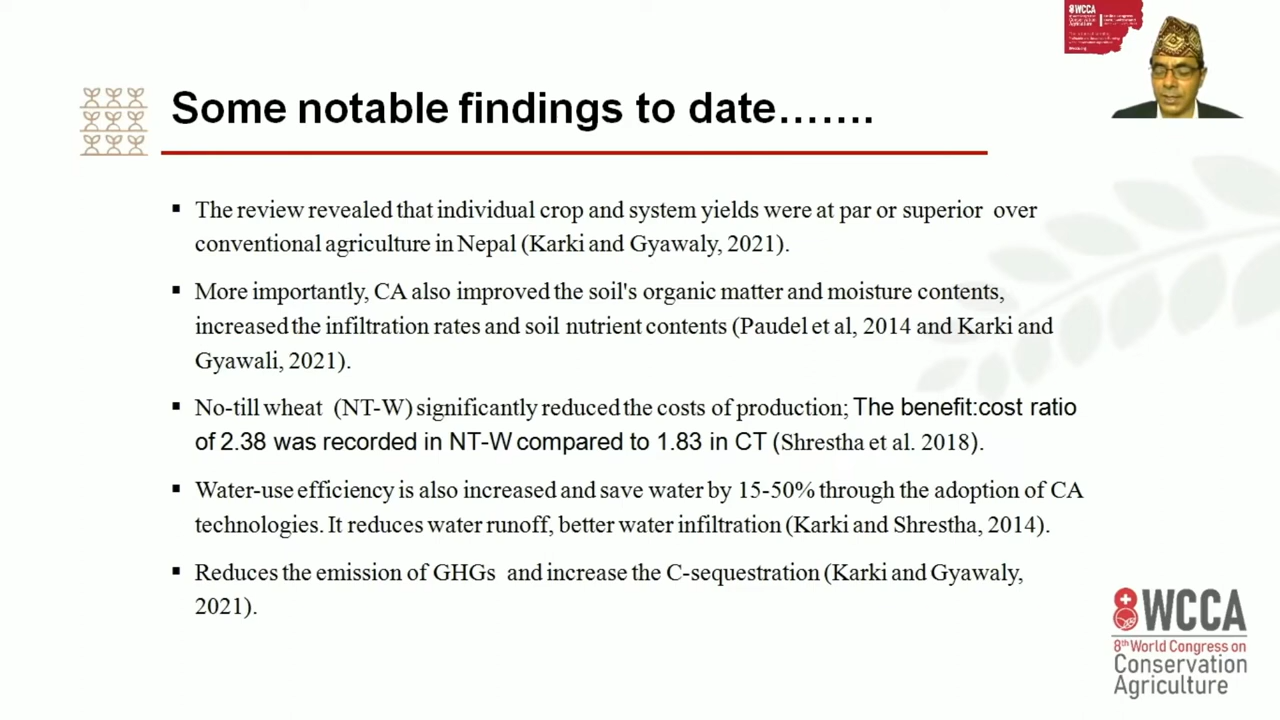 8WCCA
Some notable findings to date…….
▪ The review revealed that individual crop and system yields were at par or superior over
conventional agriculture in Nepal (Karki and Gyawaly, 2021).
▪ More importantly, CA also improved the soil's organic matter and moisture contents,
increased the infiltration rates and soil nutrient contents (Paudel et al, 2014 and Karki and
Gyawali, 2021).
▪ No-till wheat (NT-W) significantly reduced the costs of production; The benefit:cost ratio
of 2.38 was recorded in NT-W compared to 1.83 in CT (Shrestha et al. 2018).
▪ Water-use efficiency is also increased and save water by 15-50% through the adoption of CA
technologies. It reduces water runoff, better water infiltration (Karki and Shrestha, 2014).
▪ Reduces the emission of GHGs and increase the C-sequestration (Karki and Gyawaly,
2021).
8WCCA
8th World Congress on
Conservation
Agriculture